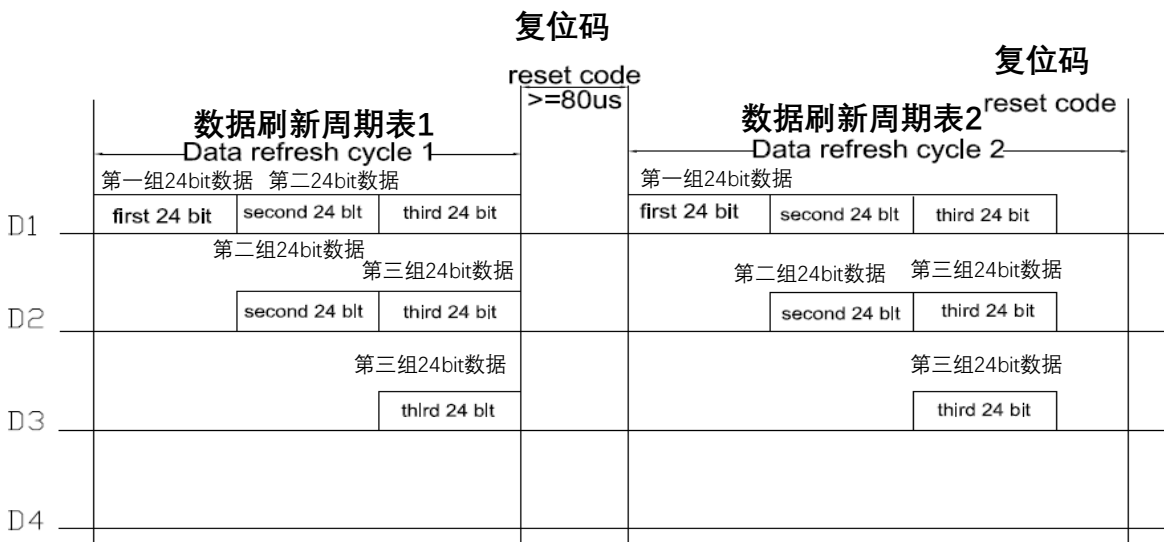 复位码
复位码
reset code
>=80us
reset code
数据刷新周期表1
数据刷新周期表2
Data refresh cycle 1
Data refresh cycle 2
第一组24bit数据 第二24bit数据
第一组24bit数据
D1
first 24 bit
second 24 blt
third 24 bit
first 24 bit
second 24 blt
third 24 bit
第二组24bit数据
第三组24bit数据
第二组24bit数据
第三组24bit数据
D2
second 24 blt
third 24 bit
second 24 blt
third 24 bit
第三组24bit数据
第三组24bit数据
D3
third 24 blt
third 24 bit
D4